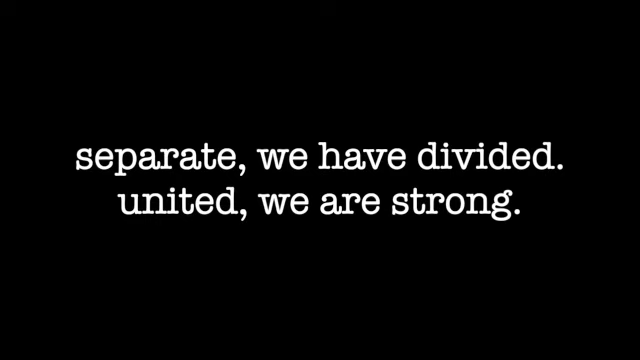 separate, we have divided.
united, we are strong.